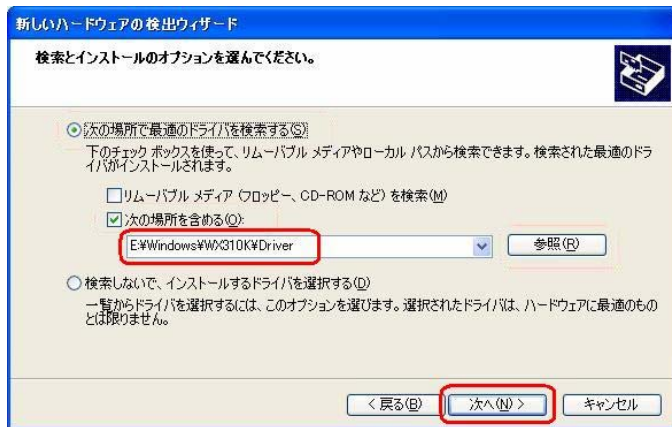 新しいハードウェアの検出ウィザード
検索とインストールのオプションを選んでください。
次の場所で最適のドライバを検索する(S)
下のチェック ボックスを使って、リムーバブル メディアやローカル パスから検索できます。検索された最適のドラ
イバがインストールされます。
リムーバブル メディア (フロッピー、CD-ROM など) を検索(M)
次の場所を含める(O):
E:¥Windows¥WX310K¥Driver
参照(R)
検索しないで、インストールするドライバを選択する(D)
一覧からドライバを選択するには、このオプションを選びます。選択されたドライバは、ハードウェアに最適のもの
とは限りません。
< 戻る(B) 次へ(N) > キャンセル